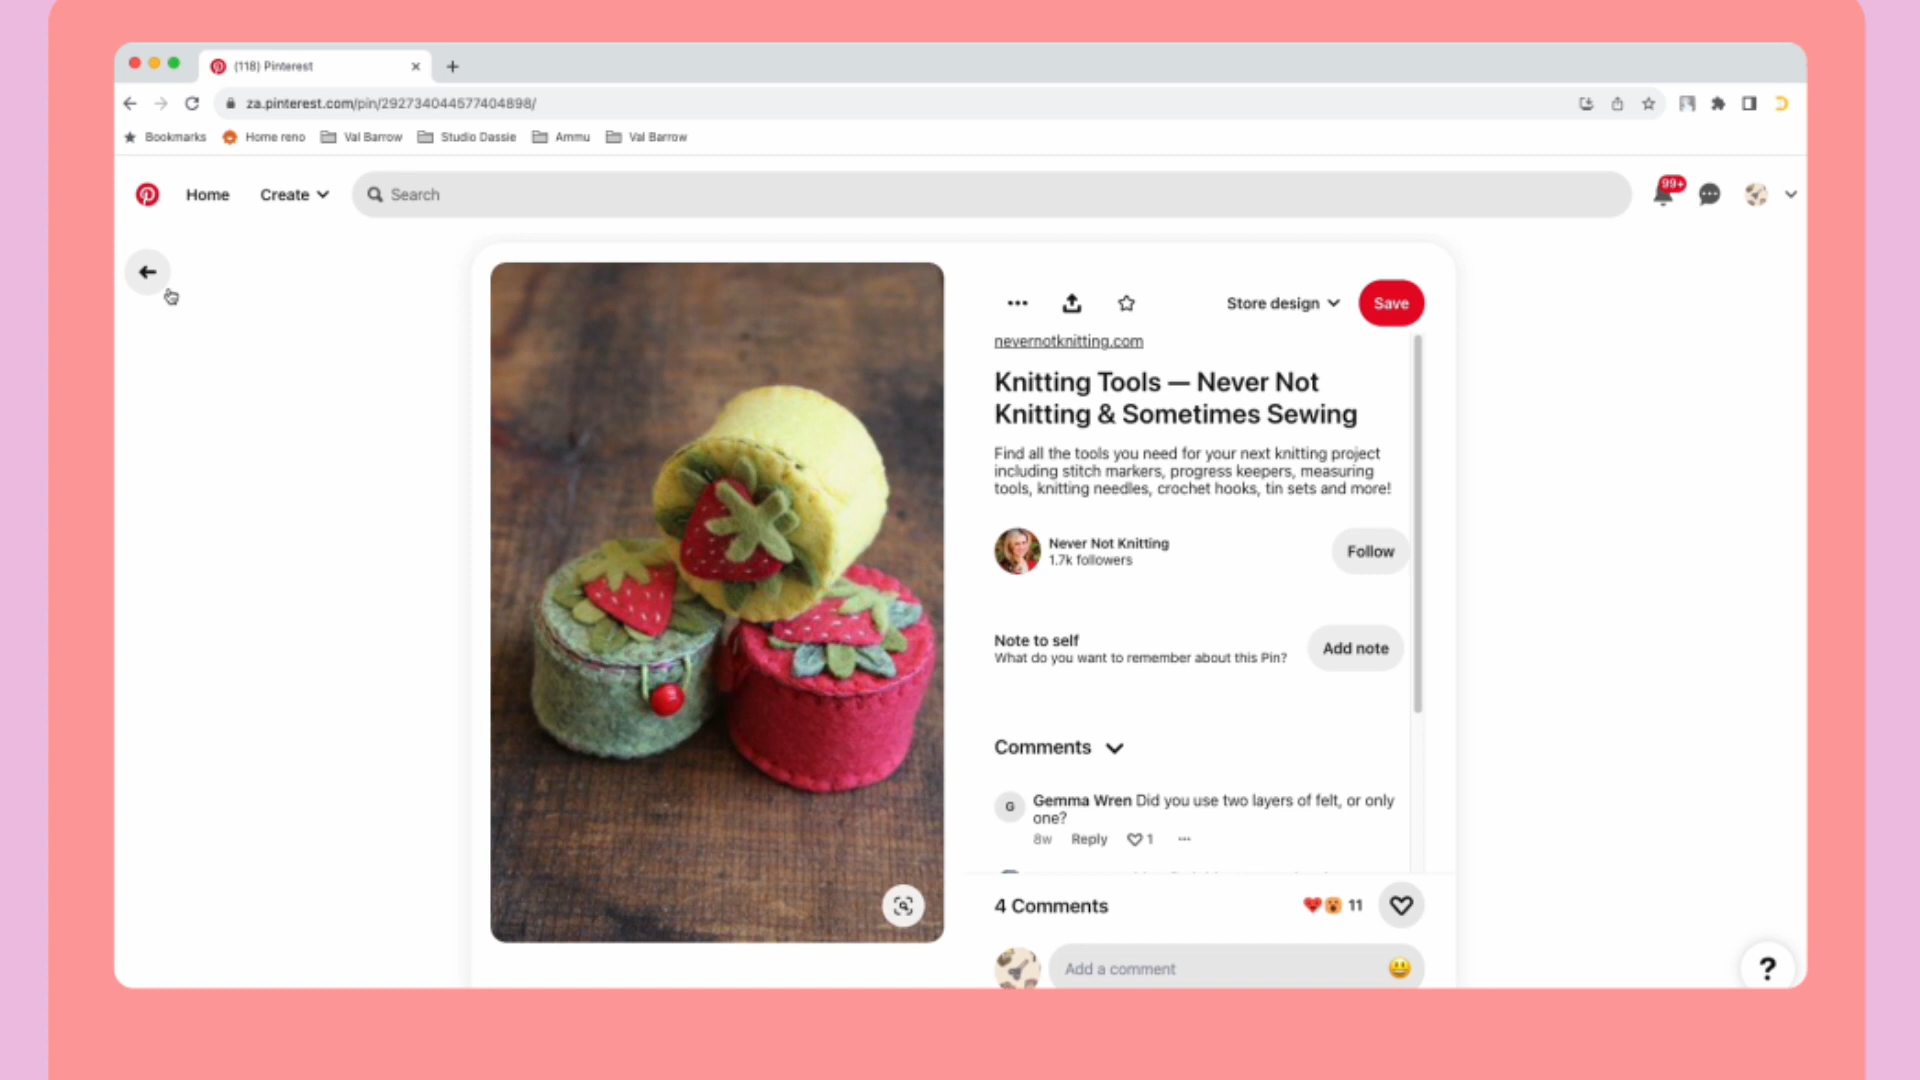 (118) Pinterest
za.pinterest.com/pin/292734044577404898/
Bookmarks
Home reno
Val Barrow
Studio Dassie
Ammu
Val Barrow
Home
Create
Search
99+
Store design
Save
nevernotknitting.com
Knitting Tools — Never Not
Knitting & Sometimes Sewing
Find all the tools you need for your next knitting project
including stitch markers, progress keepers, measuring
tools, knitting needles, crochet hooks, tin sets and more!
Never Not Knitting
1.7k followers
Follow
Note to self
What do you want to remember about this Pin?
Add note
Comments
G
Gemma Wren Did you use two layers of felt, or only
one?
8w
Reply
1
4 Comments
11
Add a comment
?